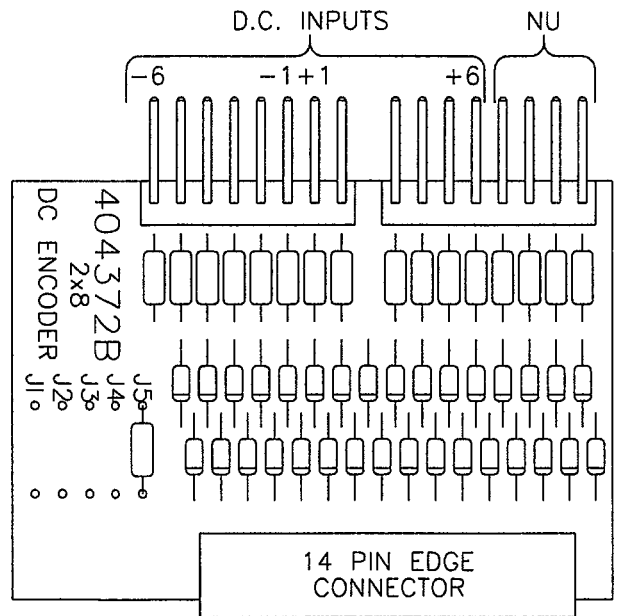 D.C. INPUTS
NU
-6
-1+1
+6
404372B
2x8
DC ENCODER
J1
J2
J3
J4
J5
14 PIN EDGE
CONNECTOR